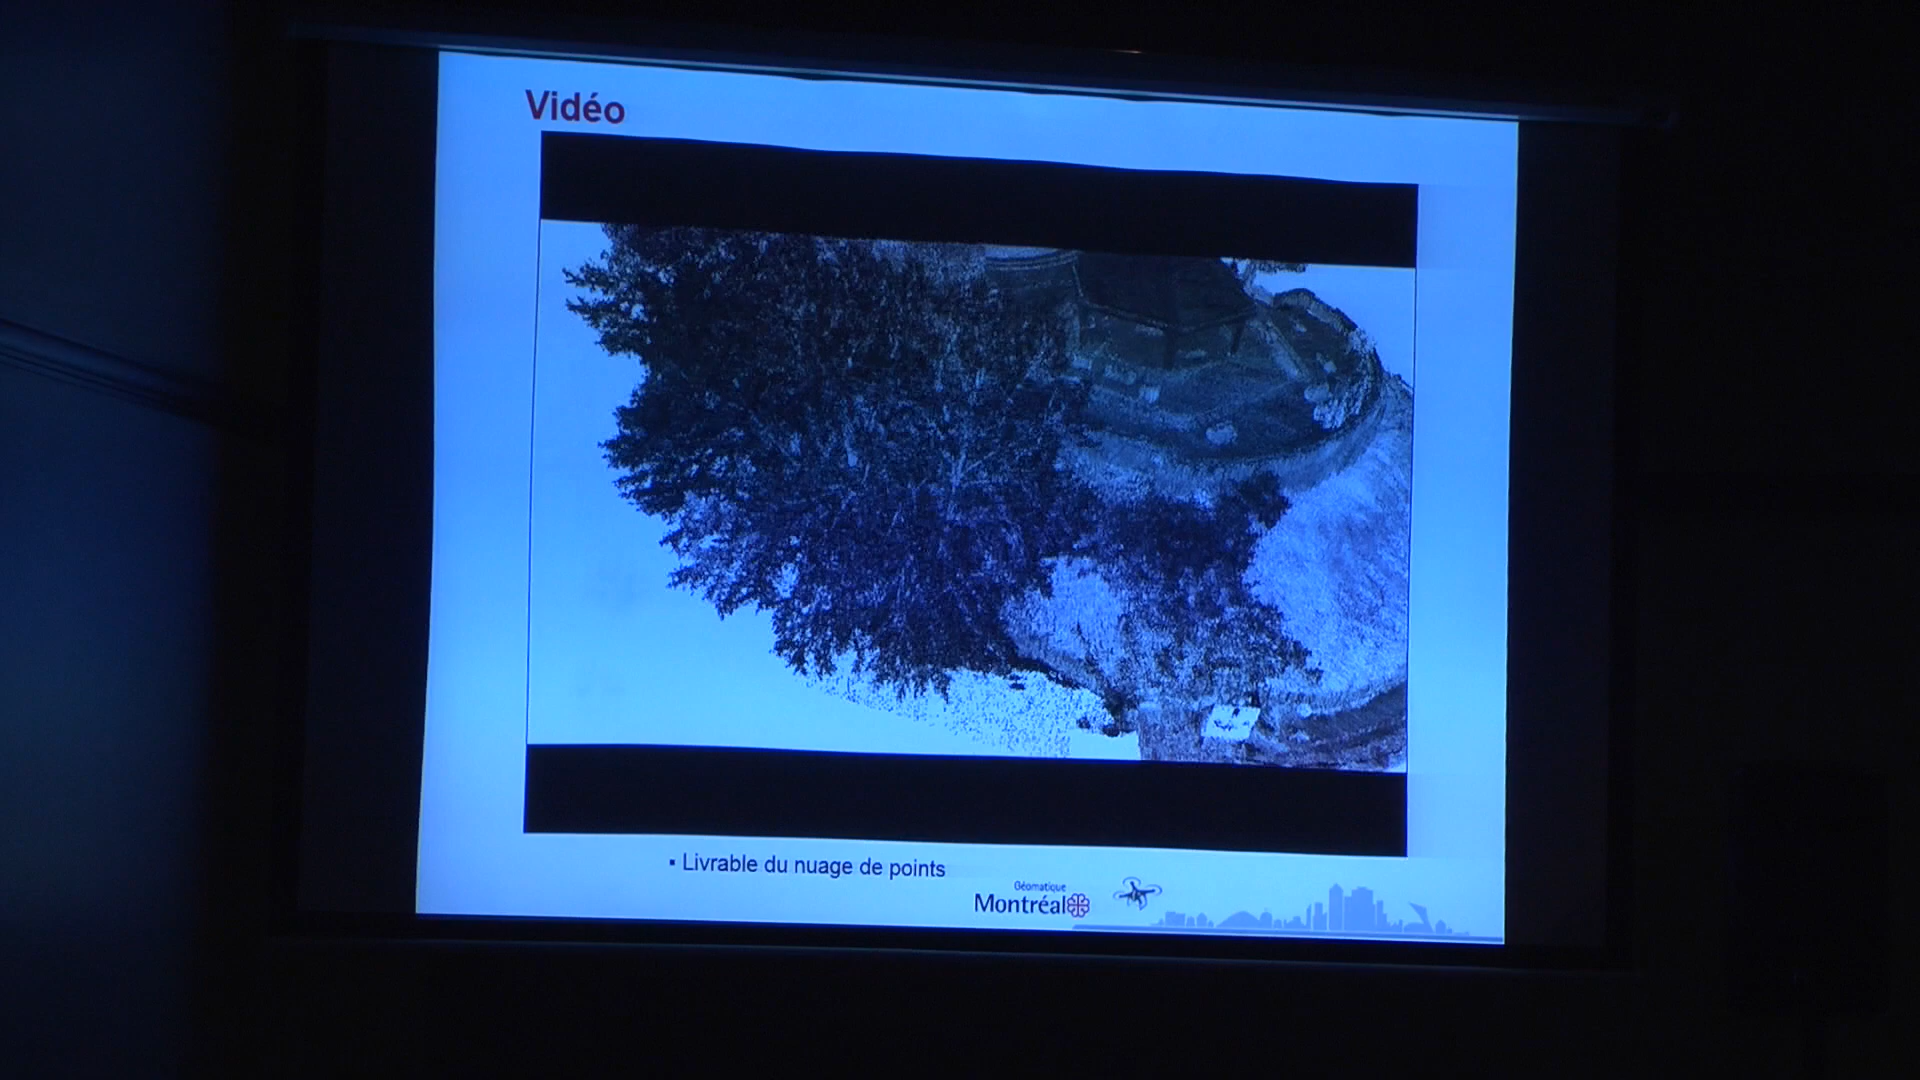 Vidéo
▪ Livrable du nuage de points
Géomatique
Montréal